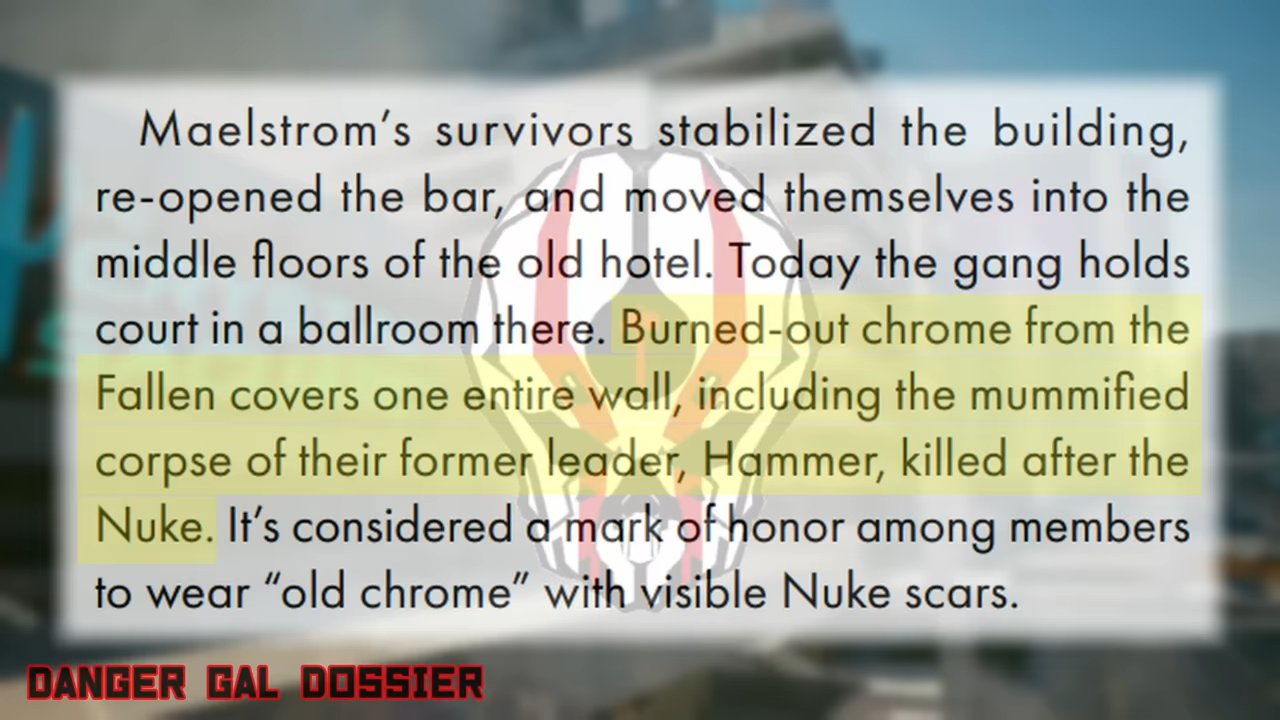 Maelstrom’s survivors stabilized the building,
re-opened the bar, and moved themselves into the
middle floors of the old hotel. Today the gang holds
court in a ballroom there. Burned-out chrome from the
Fallen covers one entire wall, including the mummified
corpse of their former leader, Hammer, killed after the
Nuke. It’s considered a mark of honor among members
to wear “old chrome” with visible Nuke scars.
DANGER GAL DOSSIER